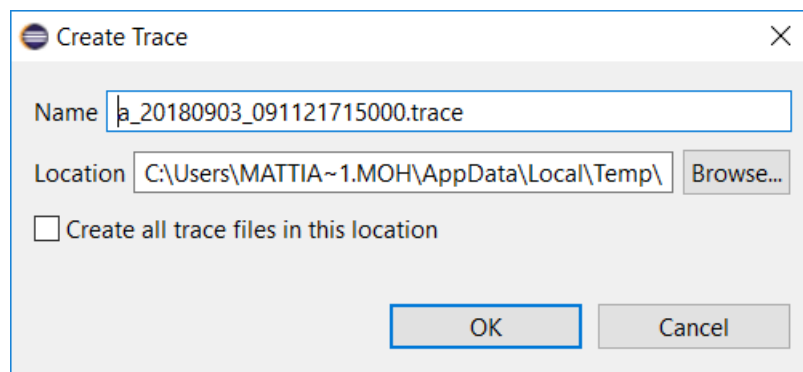 Create Trace
Name a_20180903_091121715000.trace
Location C:\Users\MATTIA~1.MOH\AppData\Local\Temp\ Browse...
Create all trace files in this location
OK Cancel